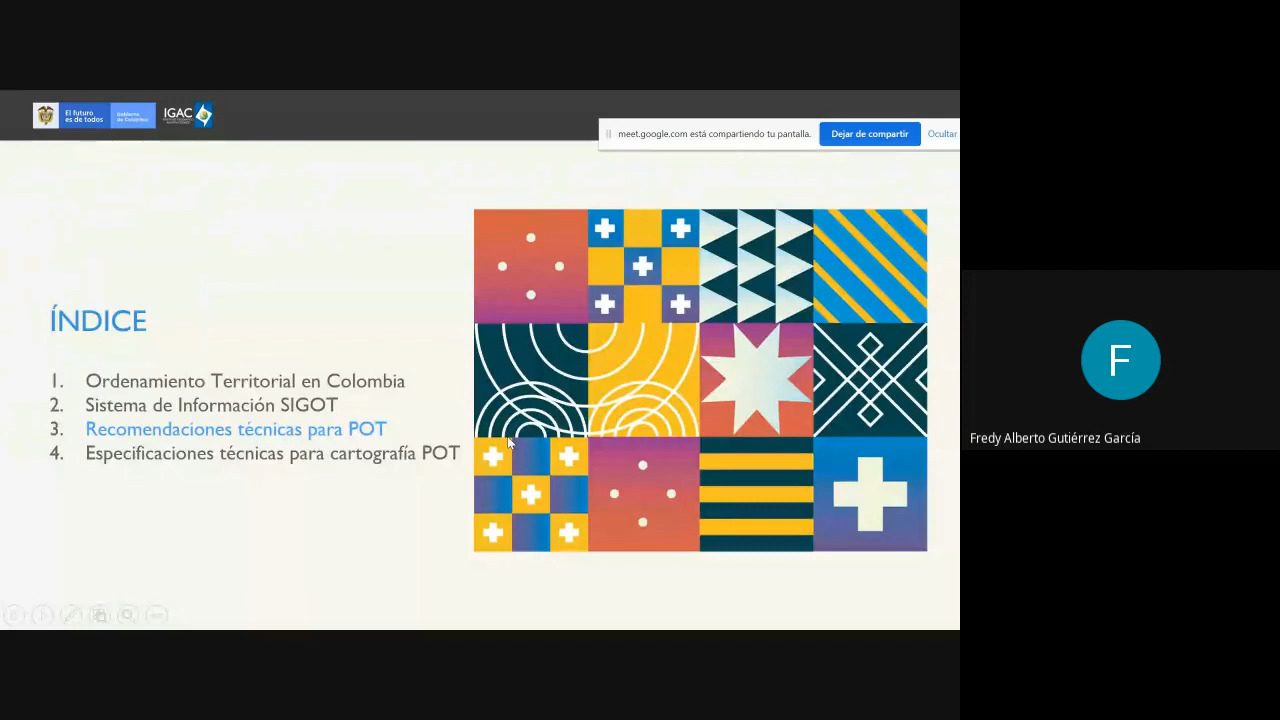 El futuro
es de todos
Gobierno
de Colombia
IGAC
meet.google.com está compartiendo tu pantalla.
Dejar de compartir
Ocultar
ÍNDICE
1. Ordenamiento Territorial en Colombia
2. Sistema de Información SIGOT
3. Recomendaciones técnicas para POT
4. Especificaciones técnicas para cartografía POT
F
Fredy Alberto Gutiérrez García